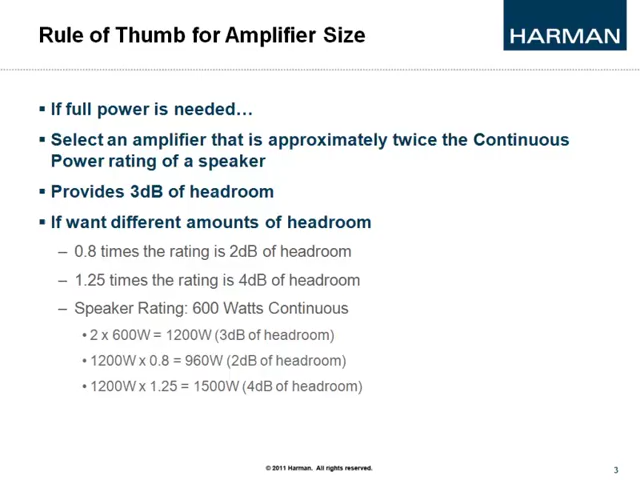 Rule of Thumb for Amplifier Size
HARMAN
▪ If full power is needed…
▪ Select an amplifier that is approximately twice the Continuous
Power rating of a speaker
▪ Provides 3dB of headroom
▪ If want different amounts of headroom
– 0.8 times the rating is 2dB of headroom
– 1.25 times the rating is 4dB of headroom
– Speaker Rating: 600 Watts Continuous
• 2 x 600W = 1200W (3dB of headroom)
• 1200W x 0.8 = 960W (2dB of headroom)
• 1200W x 1.25 = 1500W (4dB of headroom)
© 2011 Harman. All rights reserved.
3